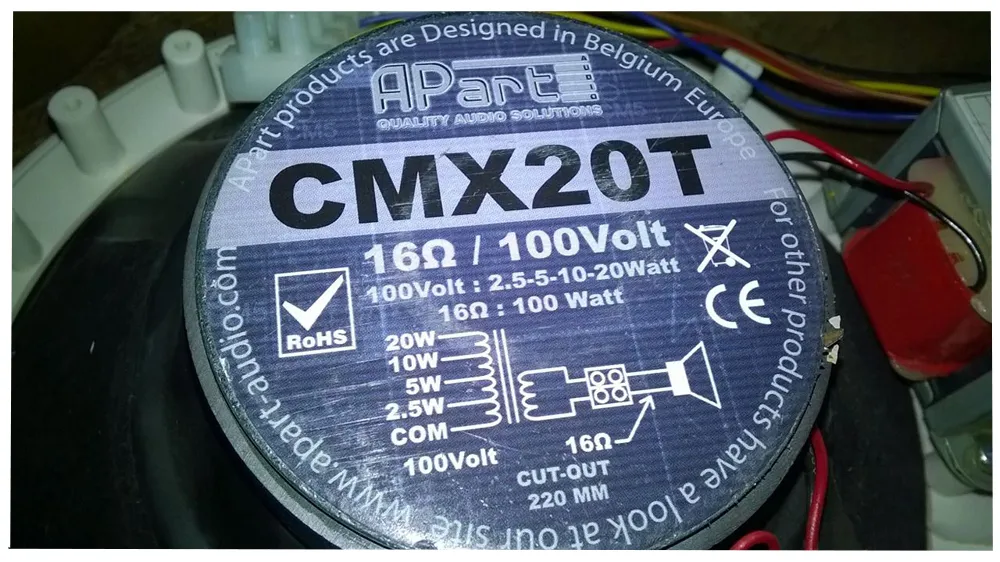 APart products are Designed in Belgium Europe
APart AUDIO
QUALITY AUDIO SOLUTIONS
CMX20T
16Ω / 100Volt
100Volt : 2.5-5-10-20Watt
16Ω : 100 Watt
RoHS
CE
20W
10W
5W
2.5W
COM
100Volt
16Ω
CUT-OUT
220 MM
For other products have a look at our site www.apart-audio.com